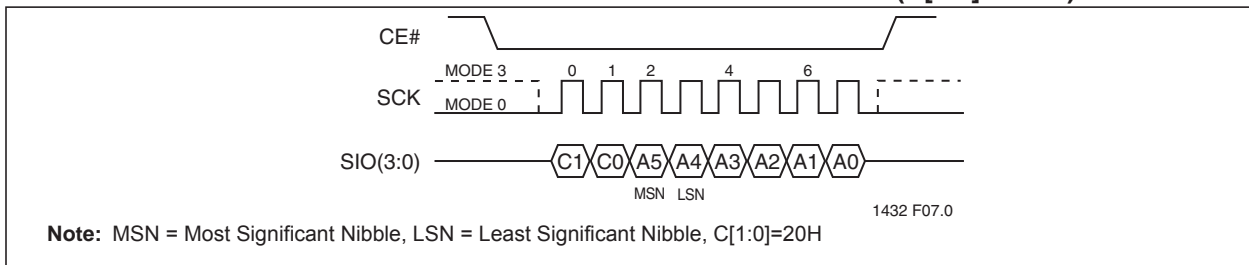 CE#
MODE 3 0 1 2 4 6
SCK
MODE 0
SIO(3:0) C1 C0 A5 A4 A3 A2 A1 A0
MSN LSN
1432 F07.0
Note: MSN = Most Significant Nibble, LSN = Least Significant Nibble, C[1:0]=20H